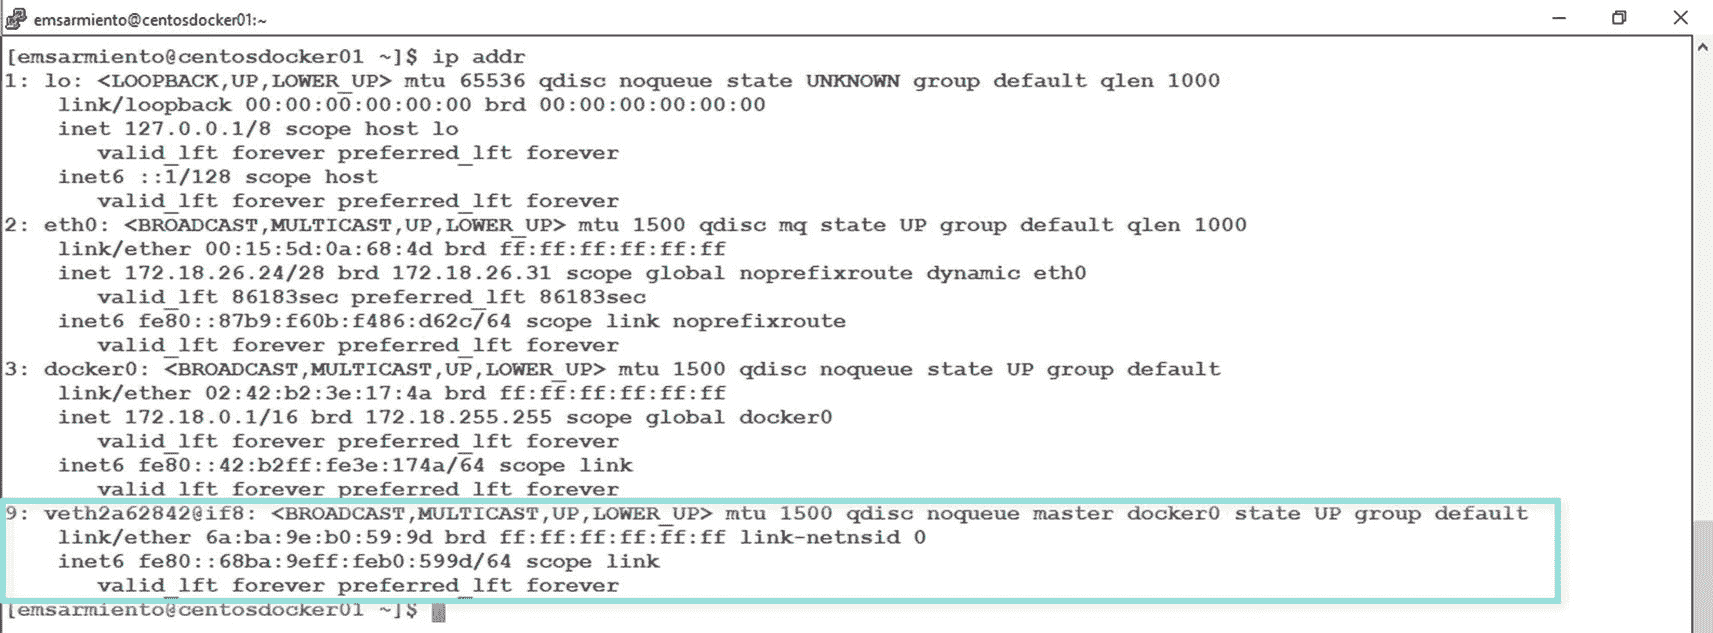 emsarmiento@centosdocker01:~
[emsarmiento@centosdocker01 ~]$ ip addr
1: lo: <LOOPBACK,UP,LOWER_UP> mtu 65536 qdisc noqueue state UNKNOWN group default qlen 1000
    link/loopback 00:00:00:00:00:00 brd 00:00:00:00:00:00
    inet 127.0.0.1/8 scope host lo
       valid_lft forever preferred_lft forever
    inet6 ::1/128 scope host
       valid_lft forever preferred_lft forever
2: eth0: <BROADCAST,MULTICAST,UP,LOWER_UP> mtu 1500 qdisc mq state UP group default qlen 1000
    link/ether 00:15:5d:0a:68:4d brd ff:ff:ff:ff:ff:ff
    inet 172.18.26.24/28 brd 172.18.26.31 scope global noprefixroute dynamic eth0
       valid_lft 86183sec preferred_lft 86183sec
    inet6 fe80::87b9:f60b:f486:d62c/64 scope link noprefixroute
       valid_lft forever preferred_lft forever
3: docker0: <BROADCAST,MULTICAST,UP,LOWER_UP> mtu 1500 qdisc noqueue state UP group default
    link/ether 02:42:b2:3e:17:4a brd ff:ff:ff:ff:ff:ff
    inet 172.18.0.1/16 brd 172.18.255.255 scope global docker0
       valid_lft forever preferred_lft forever
    inet6 fe80::42:b2ff:fe3e:174a/64 scope link
       valid_lft forever preferred_lft forever
9: veth2a62842@if8: <BROADCAST,MULTICAST,UP,LOWER_UP> mtu 1500 qdisc noqueue master docker0 state UP group default
    link/ether 6a:ba:9e:b0:59:9d brd ff:ff:ff:ff:ff:ff link-netnsid 0
    inet6 fe80::68ba:9eff:feb0:599d/64 scope link
       valid_lft forever preferred_lft forever
[emsarmiento@centosdocker01 ~]$